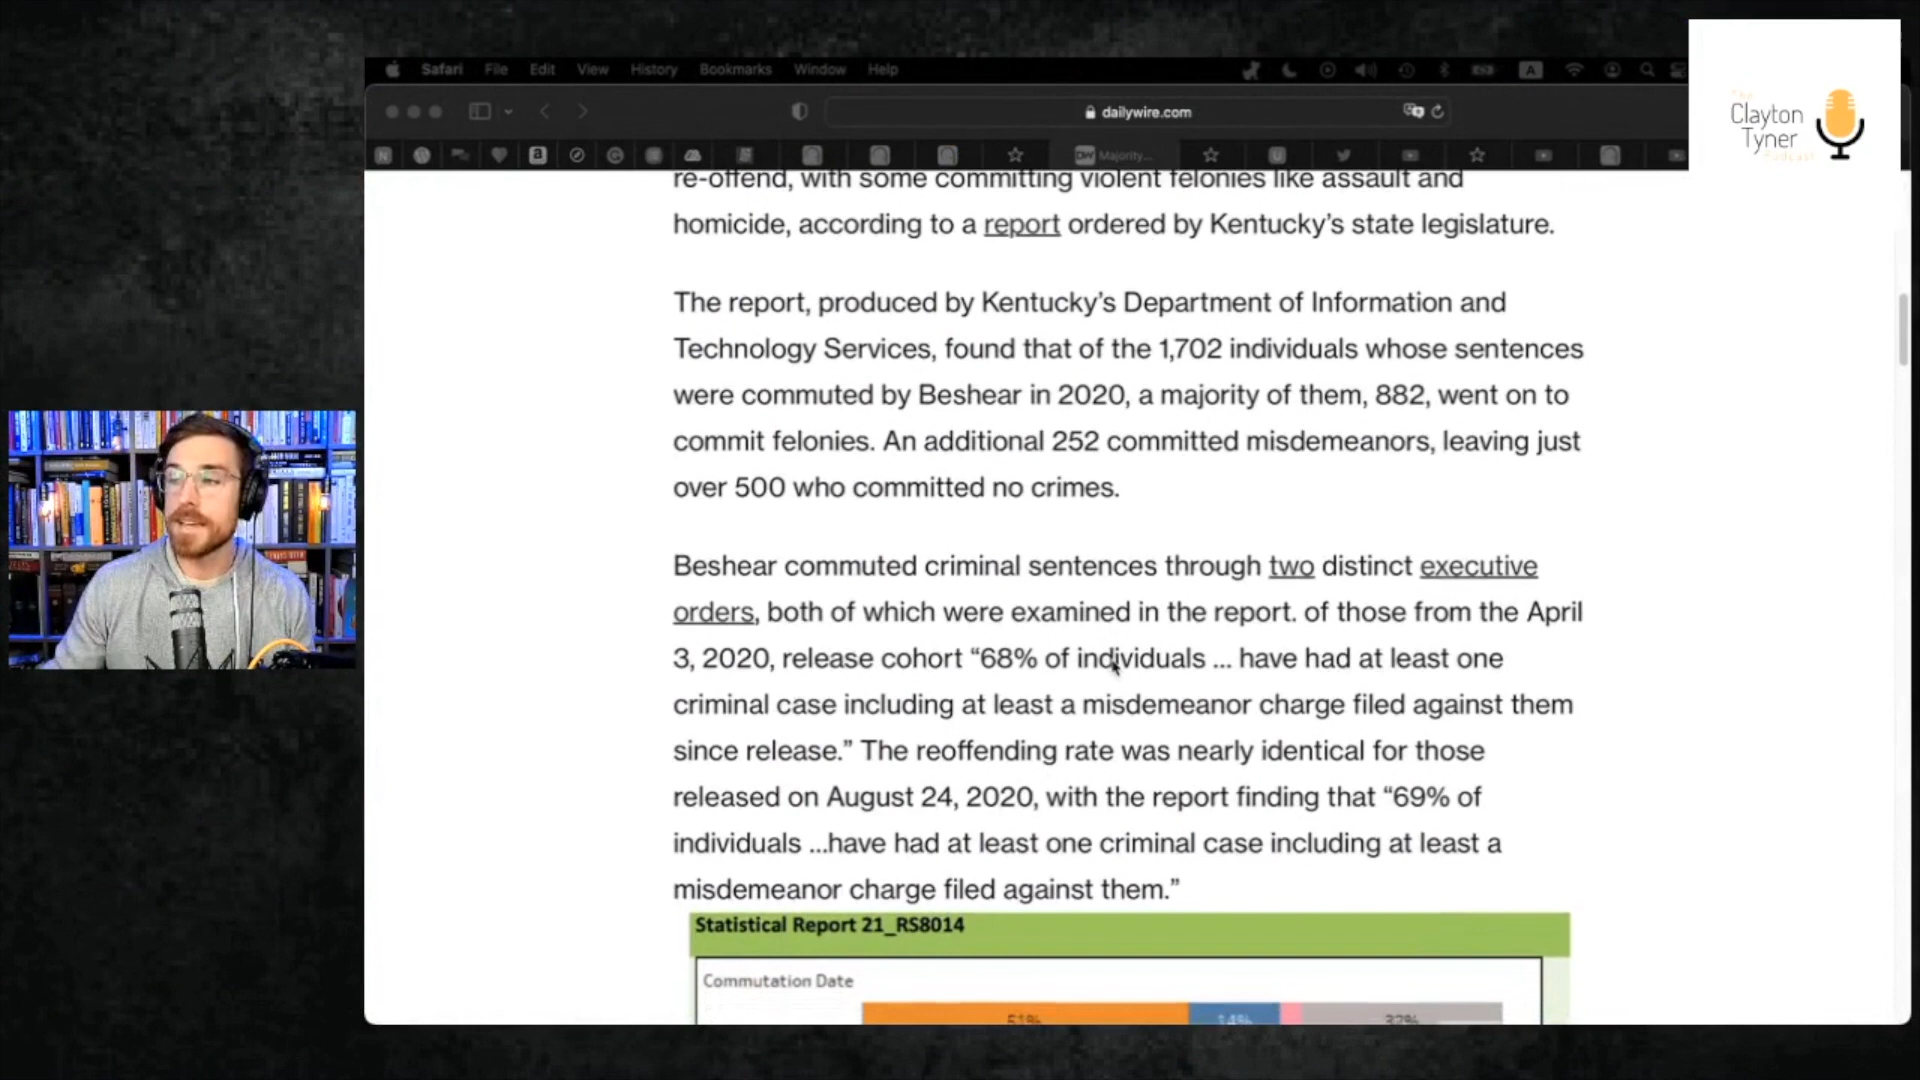 The
Clayton
Tyner
Podcast
Safari File Edit View History Bookmarks Window Help
A
dailywire.com
DW Majority...
re-offend, with some committing violent felonies like assault and
homicide, according to a report ordered by Kentucky’s state legislature.
The report, produced by Kentucky’s Department of Information and
Technology Services, found that of the 1,702 individuals whose sentences
were commuted by Beshear in 2020, a majority of them, 882, went on to
commit felonies. An additional 252 committed misdemeanors, leaving just
over 500 who committed no crimes.
Beshear commuted criminal sentences through two distinct executive
orders, both of which were examined in the report. of those from the April
3, 2020, release cohort “68% of individuals ... have had at least one
criminal case including at least a misdemeanor charge filed against them
since release.” The reoffending rate was nearly identical for those
released on August 24, 2020, with the report finding that “69% of
individuals ...have had at least one criminal case including at least a
misdemeanor charge filed against them.”
Statistical Report 21_RS8014
Commutation Date
51% 14% 32%